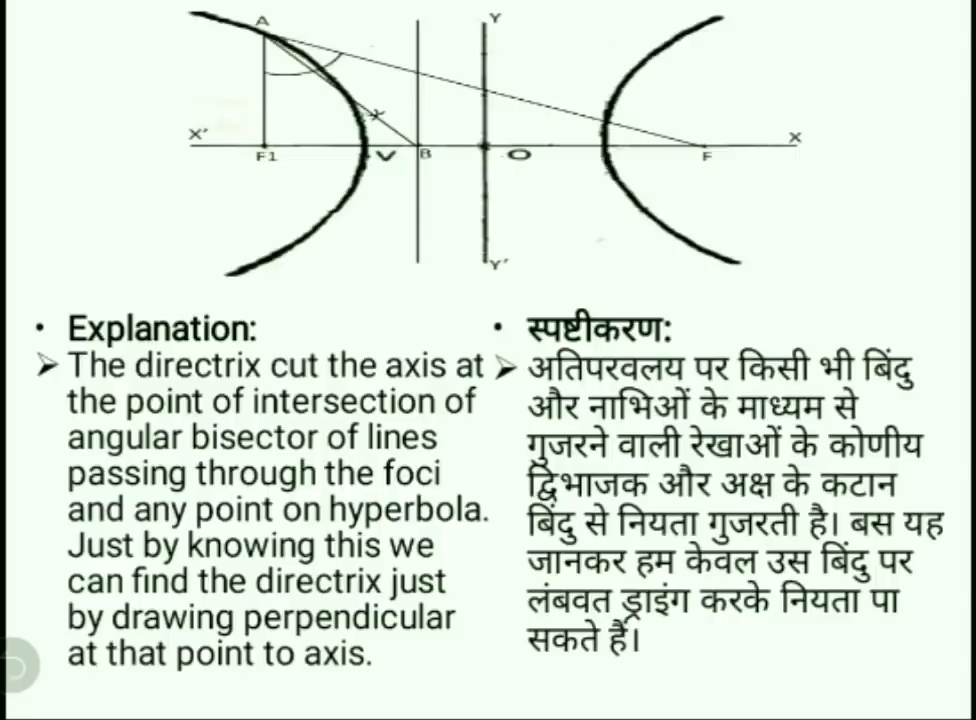 A
Y
X'
X
F1
V
B
O
F
Y'
• Explanation:
➢ The directrix cut the axis at
the point of intersection of
angular bisector of lines
passing through the foci
and any point on hyperbola.
Just by knowing this we
can find the directrix just
by drawing perpendicular
at that point to axis.
• स्पष्टीकरण:
➢ अतिपरवलय पर किसी भी बिंदु
और नाभिओं के माध्यम से
गुजरने वाली रेखाओं के कोणीय
द्विभाजक और अक्ष के कटान
बिंदु से नियता गुजरती है। बस यह
जानकर हम केवल उस बिंदु पर
लंबवत ड्राइंग करके नियता पा
सकते हैं।